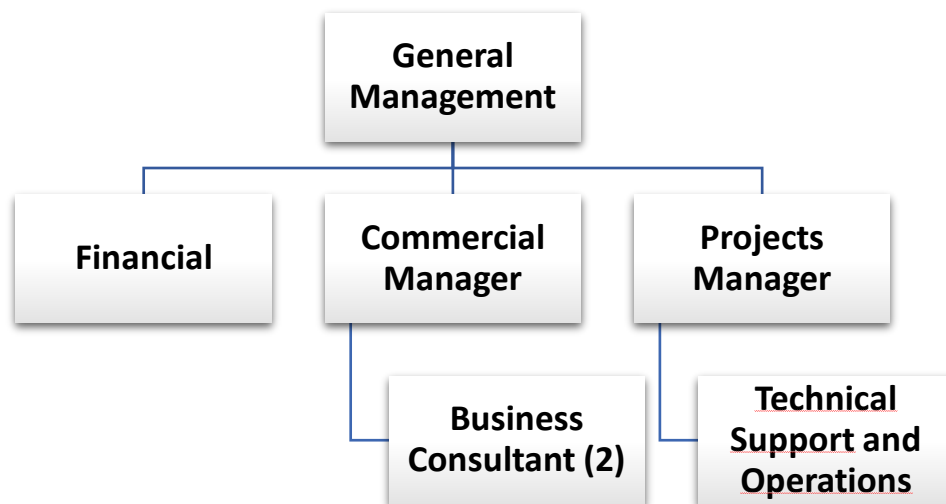 General
Management
Financial
Commercial
Manager
Projects
Manager
Business
Consultant (2)
Technical
Support and
Operations